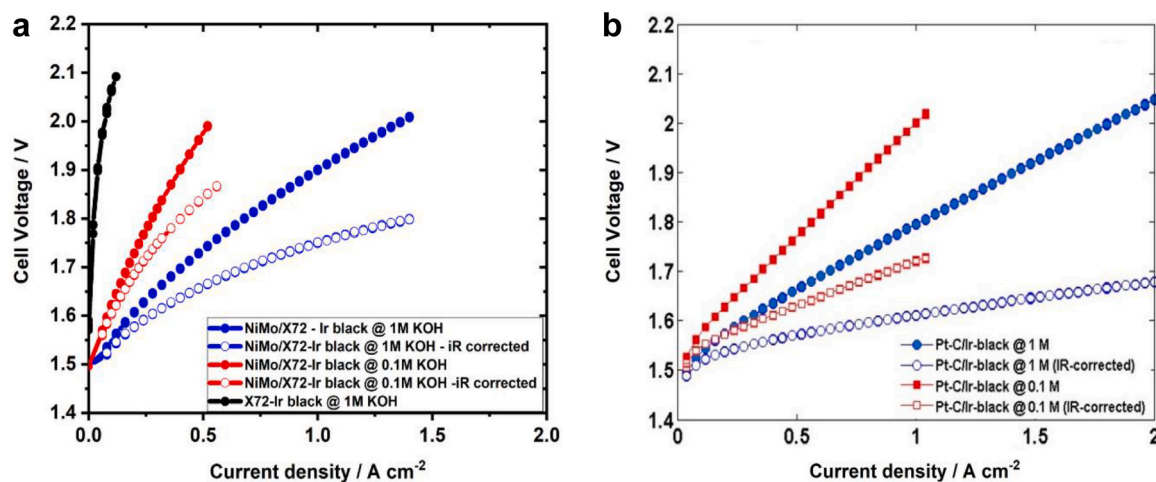 a
2.2
2.1
2.0
1.9
1.8
1.7
1.6
1.5
1.4
Cell Voltage / V
NiMo/X72 - Ir black @ 1M KOH
NiMo/X72-Ir black @ 1M KOH - iR corrected
NiMo/X72-Ir black @ 0.1M KOH
NiMo/X72-Ir black @ 0.1M KOH -iR corrected
X72-Ir black @ 1M KOH
0.0 0.5 1.0 1.5 2.0
Current density / A cm⁻²
b
2.2
2.1
2
1.9
1.8
1.7
1.6
1.5
1.4
Cell Voltage / V
Pt-C/Ir-black @ 1 M
Pt-C/Ir-black @ 1 M (IR-corrected)
Pt-C/Ir-black @ 0.1 M
Pt-C/Ir-black @ 0.1 M (IR-corrected)
0 0.5 1 1.5 2
Current density / A cm⁻²